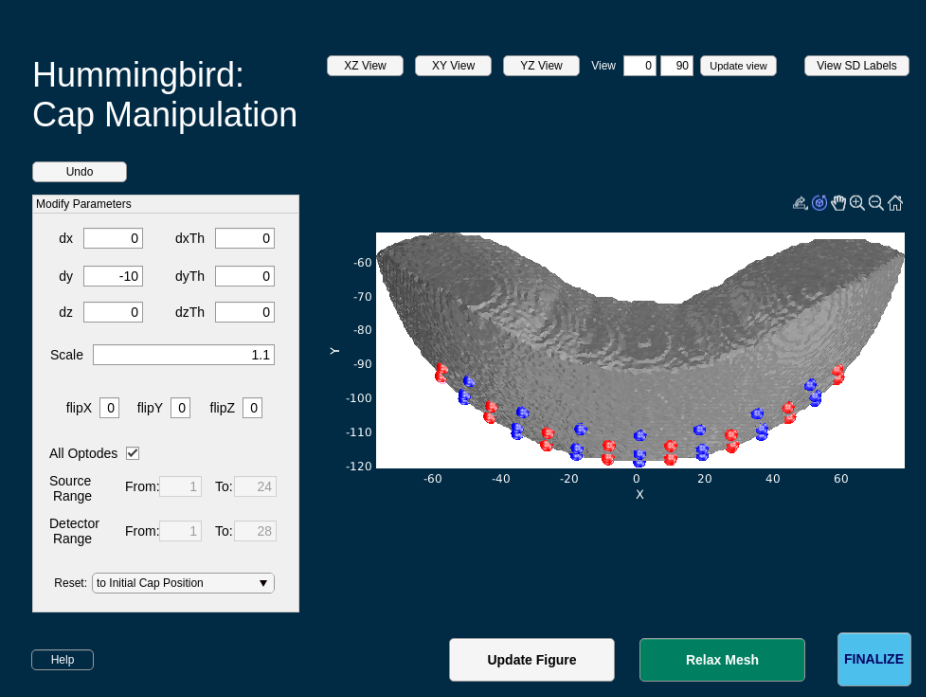 Hummingbird:
Cap Manipulation
XZ View XY View YZ View View 0 90 Update view View SD Labels
Undo
Modify Parameters
dx 0 dxTh 0
dy -10 dyTh 0
dz 0 dzTh 0
Scale 1.1
flipX 0 flipY 0 flipZ 0
All Optodes
Source
Range
From: 1 To: 24
Detector
Range
From: 1 To: 28
Reset: to Initial Cap Position
-60
-70
-80
-90
-100
-110
-120
Y
-60 -40 -20 0 20 40 60
X
Help
Update Figure
Relax Mesh
FINALIZE